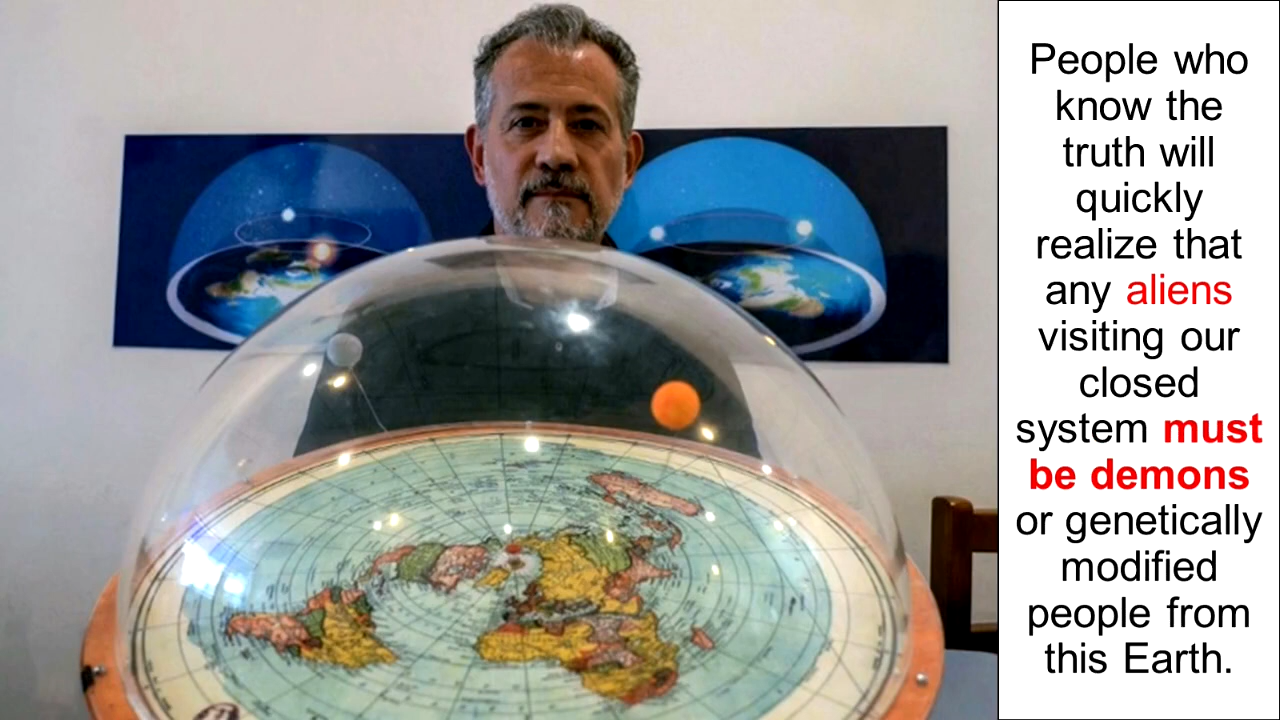 People who
know the
truth will
quickly
realize that
any aliens
visiting our
closed
system must
be demons
or genetically
modified
people from
this Earth.